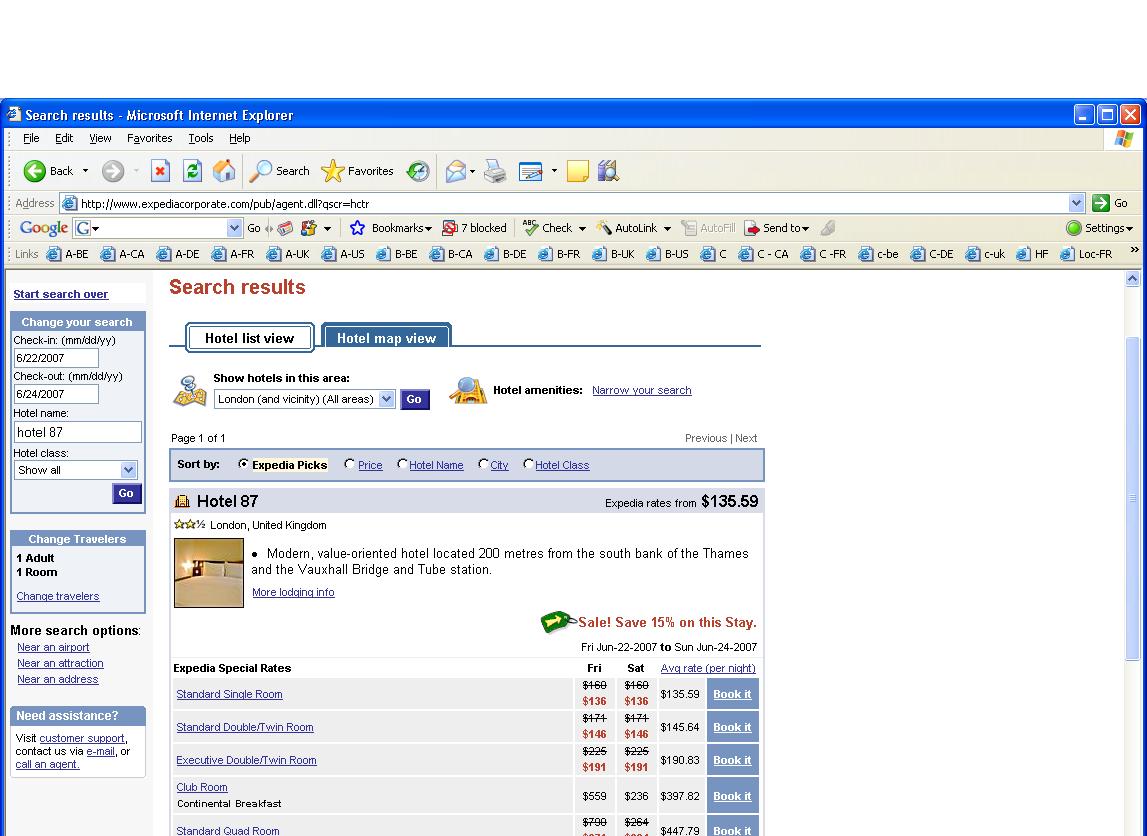 Search results - Microsoft Internet Explorer
File Edit View Favorites Tools Help
Back Search Favorites
Address http://www.expediacorporate.com/pub/agent.dll?qscr=hctr Go
Google G Go Bookmarks 7 blocked ABC Check AutoLink AutoFill Send to Settings
Links A-BE A-CA A-DE A-FR A-UK A-US B-BE B-CA B-DE B-FR B-UK B-US C C - CA C -FR c-be C-DE c-uk HF Loc-FR »
Start search over
Change your search
Check-in: (mm/dd/yy)
6/22/2007
Check-out: (mm/dd/yy)
6/24/2007
Hotel name:
hotel 87
Hotel class:
Show all
Go
Change Travelers
1 Adult
1 Room
Change travelers
More search options:
Near an airport
Near an attraction
Near an address
Need assistance?
Visit customer support,
contact us via e-mail, or
call an agent.
Search results
Hotel list view Hotel map view
Show hotels in this area:
London (and vicinity) (All areas) Go
Hotel amenities: Narrow your search
Page 1 of 1 Previous | Next
Sort by: Expedia Picks Price Hotel Name City Hotel Class
Hotel 87 Expedia rates from $135.59
½ London, United Kingdom
• Modern, value-oriented hotel located 200 metres from the south bank of the Thames
and the Vauxhall Bridge and Tube station.
More lodging info
Sale! Save 15% on this Stay.
Fri Jun-22-2007 to Sun Jun-24-2007
Expedia Special Rates Fri Sat Avg rate (per night)
$160 $160
Standard Single Room $135.59 Book it
$136 $136
$171 $171
Standard Double/Twin Room $145.64 Book it
$146 $146
$225 $225
Executive Double/Twin Room $190.83 Book it
$191 $191
Club Room
$559 $236 $397.82 Book it
Continental Breakfast
$790 $264
Standard Quad Room $447.79 Book it